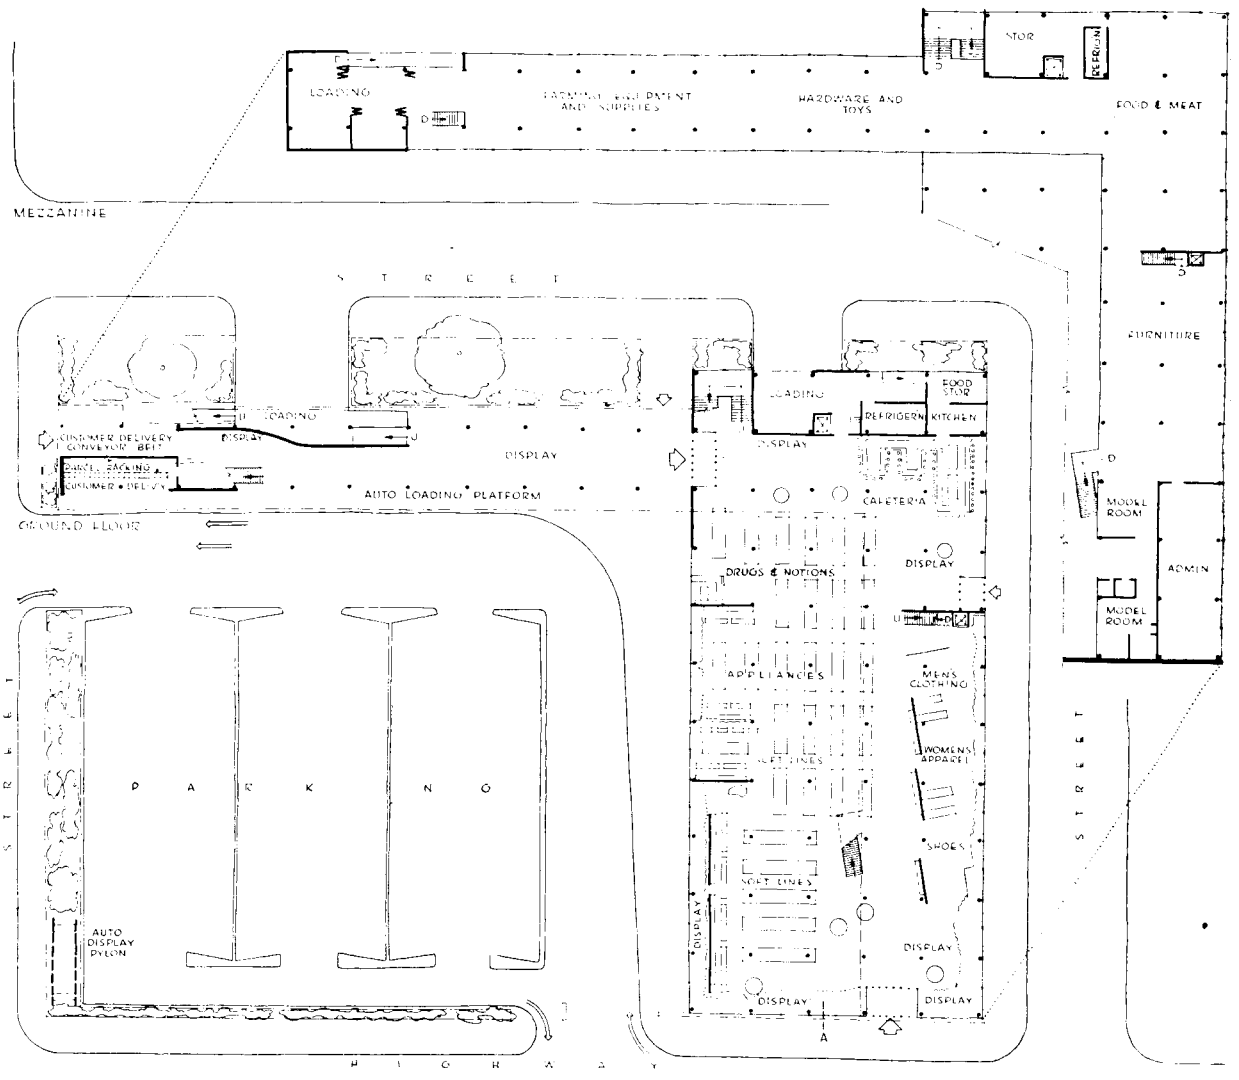 STOR
REFRIGN
LOADING
FARMING EQUIPMENT
AND SUPPLIES
HARDWARE AND
TOYS
FOOD & MEAT
D
D
MEZZANINE
D
STREET
FURNITURE
LOADING
FOOD
STOR
REFRIGERN
KITCHEN
U
LOADING
CUSTOMER DELIVERY
CONVEYOR BELT
DISPLAY
U
DISPLAY
DISPLAY
PARCEL PACKING
CUSTOMER DELIVY
AUTO LOADING PLATFORM
CAFETERIA
D
MODEL
ROOM
GROUND FLOOR
DRUGS & NOTIONS
DISPLAY
ADMIN
MODEL
ROOM
U
D
APPLIANCES
MENS
CLOTHING
STREET
STREET
SOFT LINES
WOMENS
APPAREL
PARKING
SHOES
SOFT LINES
DISPLAY
AUTO
DISPLAY
PYLON
DISPLAY
DISPLAY
DISPLAY
A
HIGHWAY